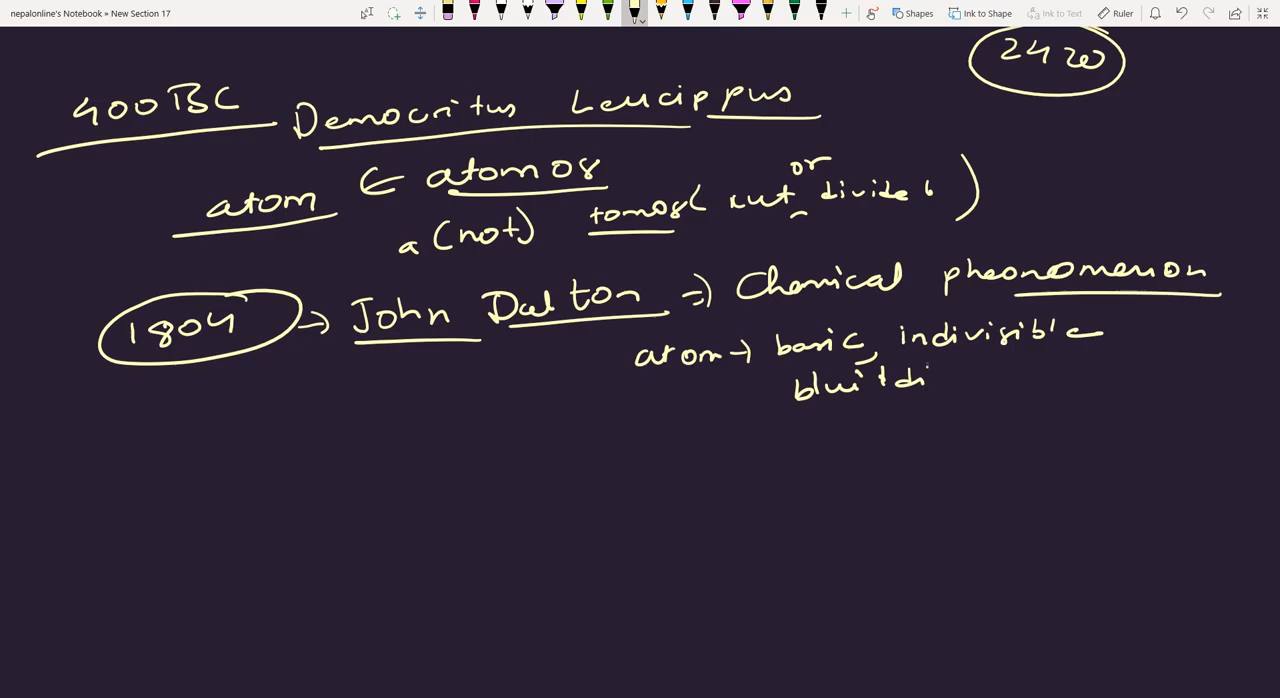 nepalonline's Notebook » New Section 17
Shapes Ink to Shape Ink to Text Ruler
2420
400 BC Democritus Leucippus
atom ← atomos
or
a (not) tomos ( cut divide )
1804 → John Dalton ⇒ Chemical pheonomenon
atom → basic, indivisible